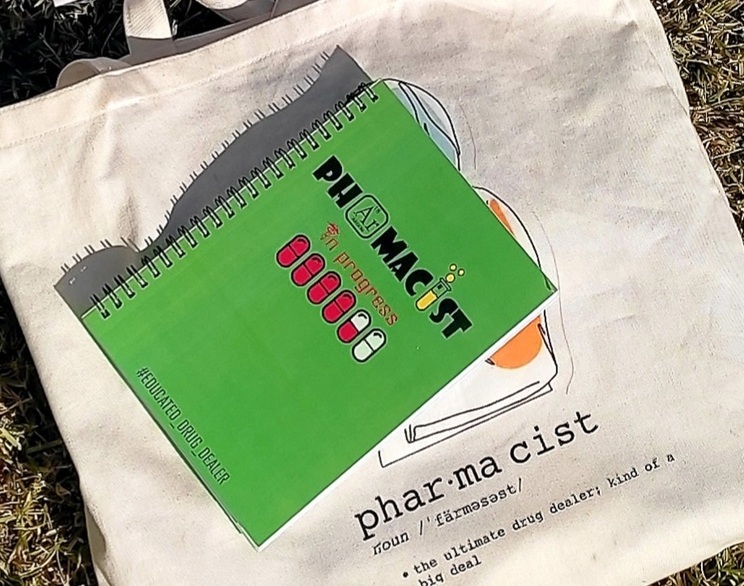 PHArMACiST
in progress
#EDUCATED_DRUG_DEALER
phar·ma cist
noun /ˈfärməsəst/
• the ultimate drug dealer; kind of a
big deal